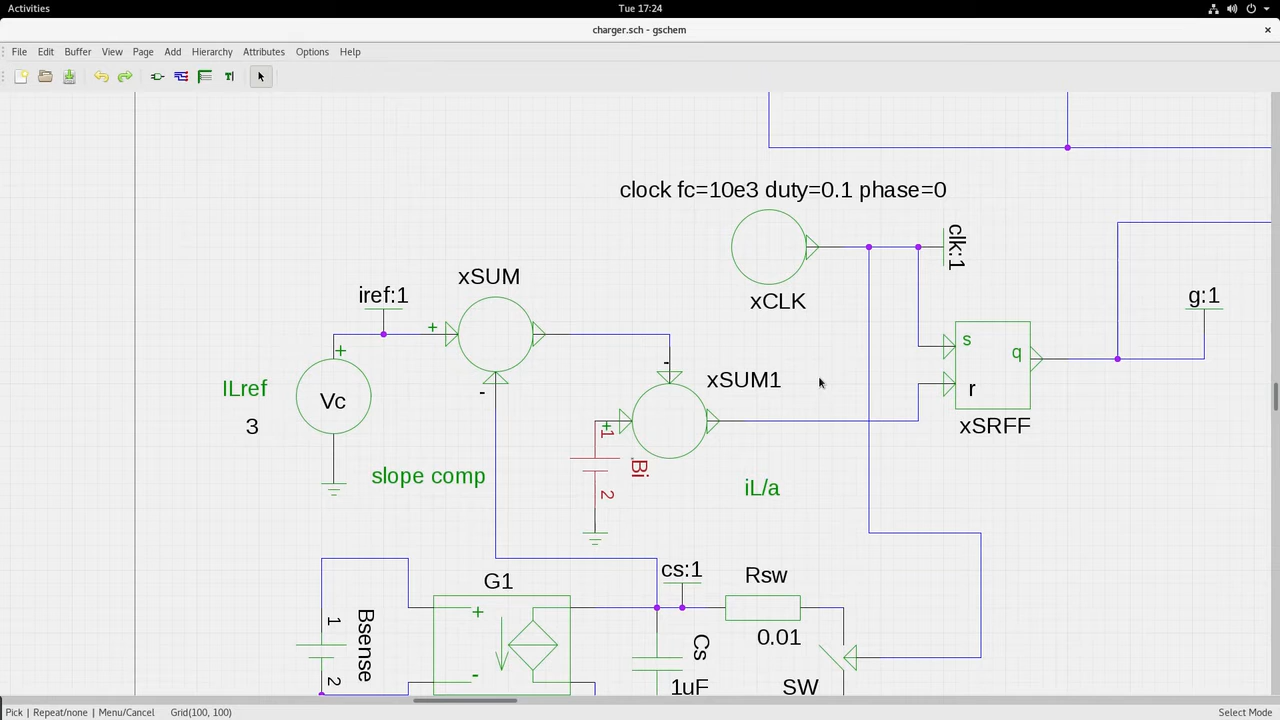 Activities
Tue 17:24
charger.sch - gschem
×
File Edit Buffer View Page Add Hierarchy Attributes Options Help
clock fc=10e3 duty=0.1 phase=0
clk:1
xSUM
iref:1
xCLK
g:1
+
+
s
q
-
ILref
Vc
xSUM1
-
r
3
+
1
xSRFF
slope comp
Bi
2
iL/a
cs:1
Rsw
G1
1
+
Bsense
0.01
Cs
2
-
1uF
SW
Pick | Repeat/none | Menu/Cancel Grid(100, 100)
Select Mode